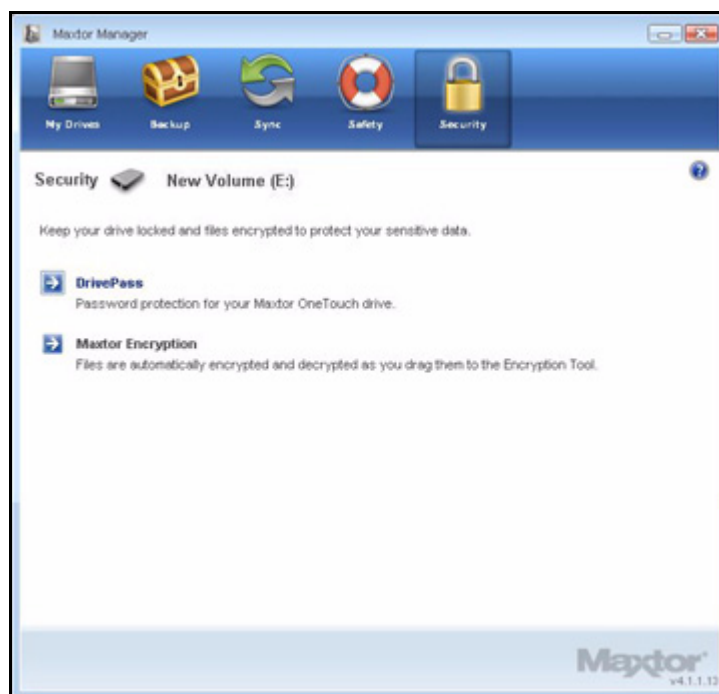 Maxtor Manager
My Drives Backup Sync Safety Security
Security New Volume (E:)
Keep your drive locked and files encrypted to protect your sensitive data.
DrivePass
Password protection for your Maxtor OneTouch drive.
Maxtor Encryption
Files are automatically encrypted and decrypted as you drag them to the Encryption Tool.
Maxtor